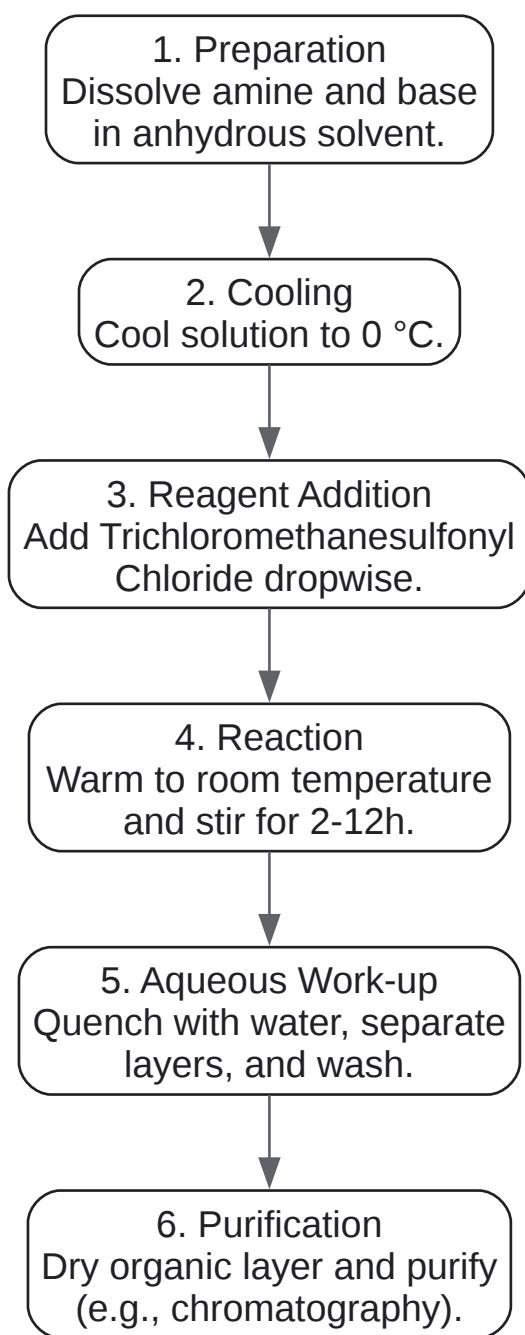 1. Preparation
Dissolve amine and base
in anhydrous solvent.
2. Cooling
Cool solution to 0 °C.
3. Reagent Addition
Add Trichloromethanesulfonyl
Chloride dropwise.
4. Reaction
Warm to room temperature
and stir for 2-12h.
5. Aqueous Work-up
Quench with water, separate
layers, and wash.
6. Purification
Dry organic layer and purify
(e.g., chromatography).